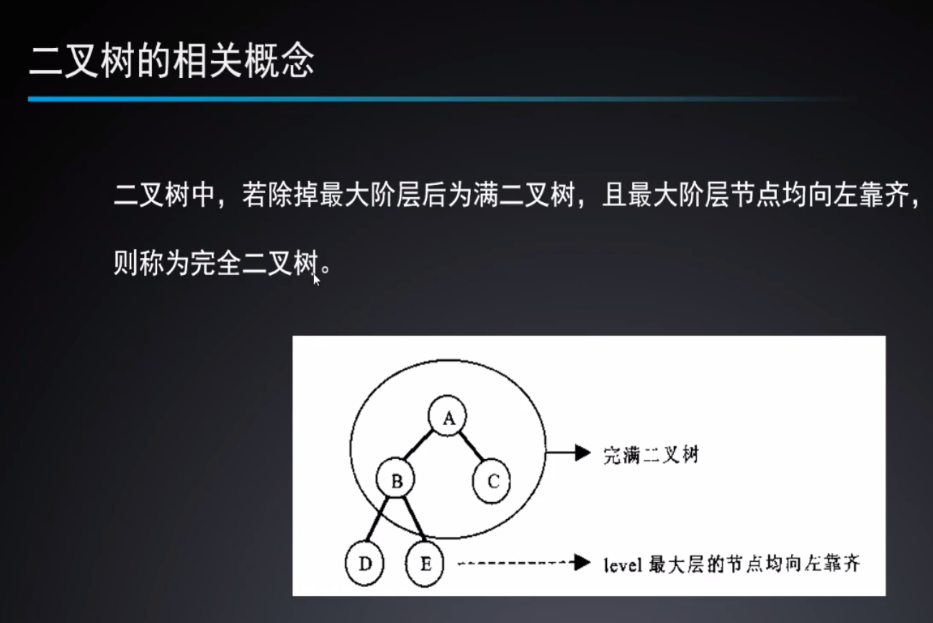 二叉树的相关概念
二叉树中，若除掉最大阶层后为满二叉树，且最大阶层节点均向左靠齐，
则称为完全二叉树。
A
完满二叉树
B
C
D
E
level 最大层的节点均向左靠齐